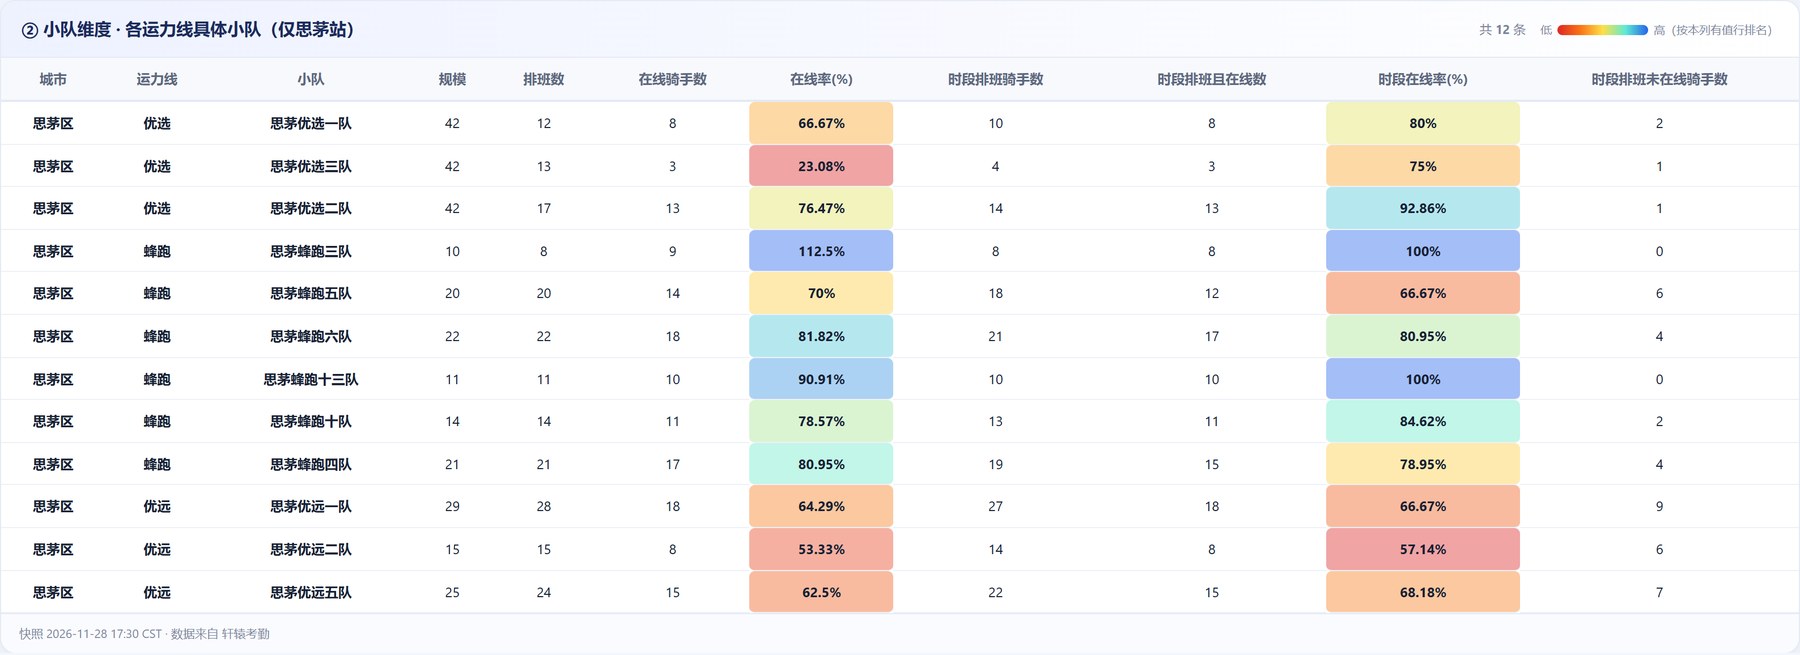 ② 小队维度 · 各运力线具体小队（仅思茅站）
共 12 条 低 高 (按本列有值行排名)
城市 运力线 小队 规模 排班数 在线骑手数 在线率(%) 时段排班骑手数 时段排班且在线数 时段在线率(%) 时段排班未在线骑手数
思茅区 优选 思茅优选一队 42 12 8 66.67% 10 8 80% 2
思茅区 优选 思茅优选三队 42 13 3 23.08% 4 3 75% 1
思茅区 优选 思茅优选二队 42 17 13 76.47% 14 13 92.86% 1
思茅区 蜂跑 思茅蜂跑三队 10 8 9 112.5% 8 8 100% 0
思茅区 蜂跑 思茅蜂跑五队 20 20 14 70% 18 12 66.67% 6
思茅区 蜂跑 思茅蜂跑六队 22 22 18 81.82% 21 17 80.95% 4
思茅区 蜂跑 思茅蜂跑十三队 11 11 10 90.91% 10 10 100% 0
思茅区 蜂跑 思茅蜂跑十队 14 14 11 78.57% 13 11 84.62% 2
思茅区 蜂跑 思茅蜂跑四队 21 21 17 80.95% 19 15 78.95% 4
思茅区 优远 思茅优远一队 29 28 18 64.29% 27 18 66.67% 9
思茅区 优远 思茅优远二队 15 15 8 53.33% 14 8 57.14% 6
思茅区 优远 思茅优远五队 25 24 15 62.5% 22 15 68.18% 7
快照 2026-11-28 17:30 CST · 数据来自 轩辕考勤